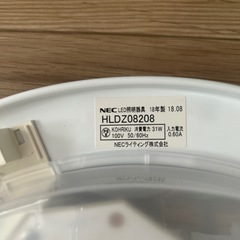 NEC LED照明器具 18年製 18.08
HLDZ08208
KOHRIKU 消費電力 31W 入力電流
100V 50/60Hz 0.60A
NECライティング株式会社